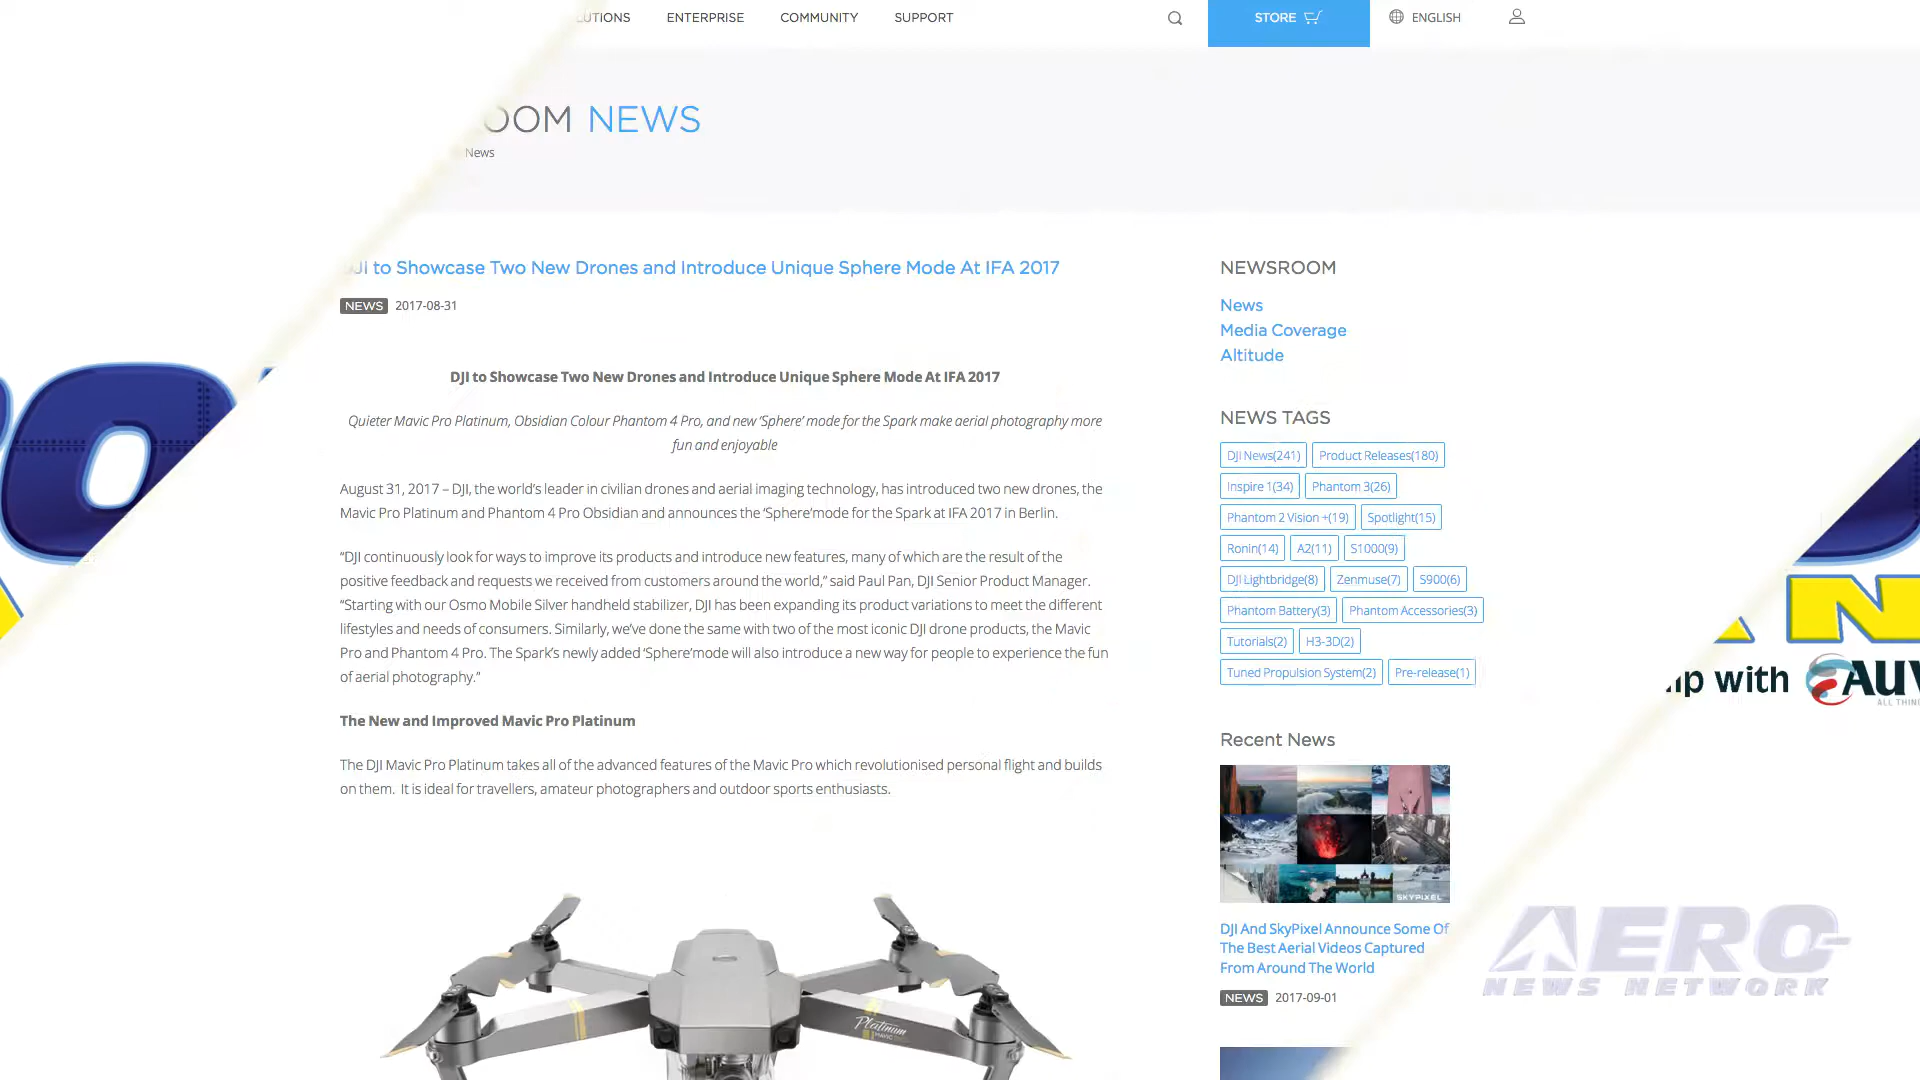 ENTERPRISE COMMUNITY SUPPORT STORE ENGLISH
OOM NEWS
News
to Showcase Two New Drones and Introduce Unique Sphere Mode At IFA 2017
NEWS 2017-08-31
DJI to Showcase Two New Drones and Introduce Unique Sphere Mode At IFA 2017
Quieter Mavic Pro Platinum, Obsidian Colour Phantom 4 Pro, and new ‘Sphere’ mode for the Spark make aerial photography more
fun and enjoyable
August 31, 2017 – DJI, the world’s leader in civilian drones and aerial imaging technology, has introduced two new drones, the
Mavic Pro Platinum and Phantom 4 Pro Obsidian and announces the ‘Sphere’mode for the Spark at IFA 2017 in Berlin.
“DJI continuously look for ways to improve its products and introduce new features, many of which are the result of the
positive feedback and requests we received from customers around the world,” said Paul Pan, DJI Senior Product Manager.
“Starting with our Osmo Mobile Silver handheld stabilizer, DJI has been expanding its product variations to meet the different
lifestyles and needs of consumers. Similarly, we’ve done the same with two of the most iconic DJI drone products, the Mavic
Pro and Phantom 4 Pro. The Spark’s newly added ‘Sphere’mode will also introduce a new way for people to experience the fun
of aerial photography.”
The New and Improved Mavic Pro Platinum
The DJI Mavic Pro Platinum takes all of the advanced features of the Mavic Pro which revolutionised personal flight and builds
on them. It is ideal for travellers, amateur photographers and outdoor sports enthusiasts.
Platinum
MAVIC
NEWSROOM
News
Media Coverage
Altitude
NEWS TAGS
DJI News(241) Product Releases(180)
Inspire 1(34) Phantom 3(26)
Phantom 2 Vision +(19) Spotlight(15)
Ronin(14) A2(11) S1000(9)
DJI Lightbridge(8) Zenmuse(7) S900(6)
Phantom Battery(3) Phantom Accessories(3)
Tutorials(2) H3-3D(2)
Tuned Propulsion System(2) Pre-release(1)
Recent News
SKYPIXEL
DJI And SkyPixel Announce Some Of
The Best Aerial Videos Captured
From Around The World
NEWS 2017-09-01
with AUV
ALL THIN
AERO-
NEWS NETWORK